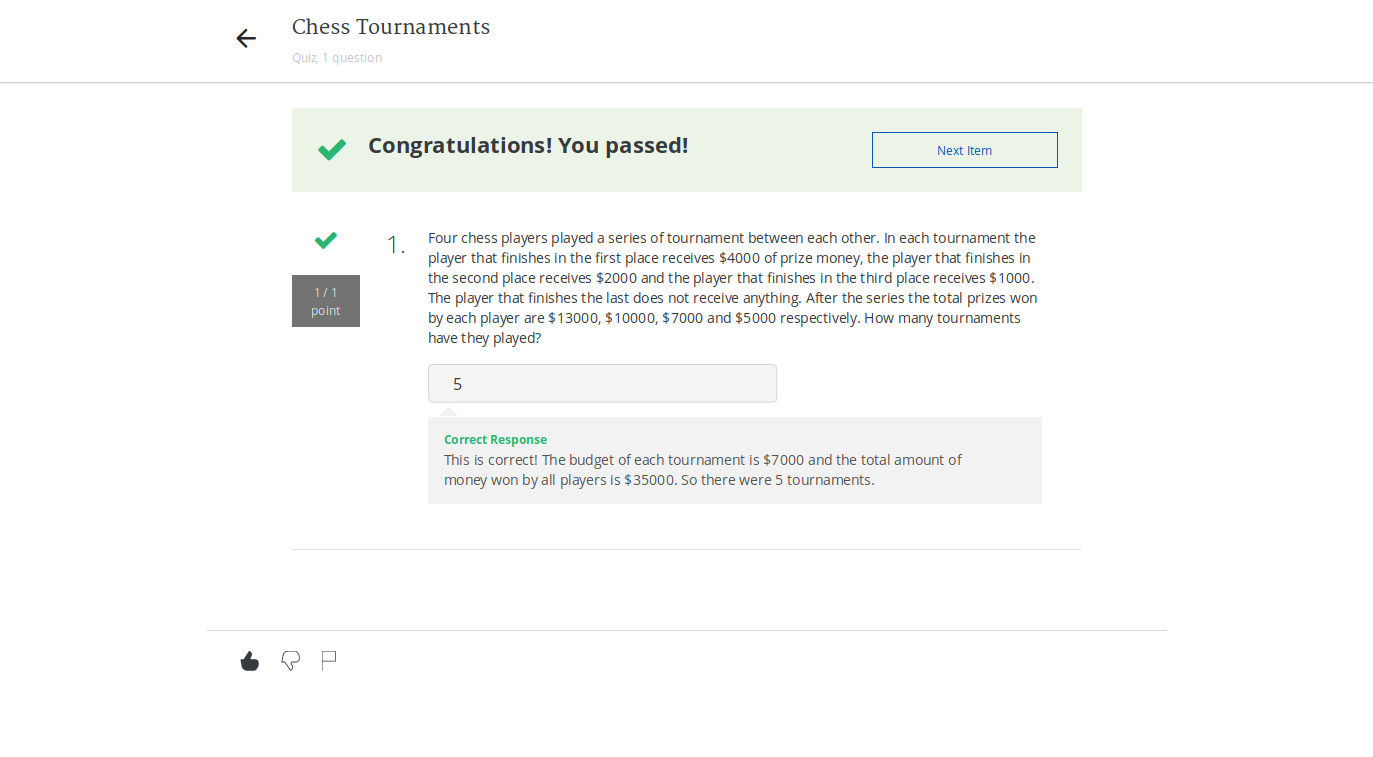 Chess Tournaments
Quiz, 1 question
Congratulations! You passed!
Next Item
1 / 1
point
1.
Four chess players played a series of tournament between each other. In each tournament the
player that finishes in the first place receives $4000 of prize money, the player that finishes in
the second place receives $2000 and the player that finishes in the third place receives $1000.
The player that finishes the last does not receive anything. After the series the total prizes won
by each player are $13000, $10000, $7000 and $5000 respectively. How many tournaments
have they played?
5
Correct Response
This is correct! The budget of each tournament is $7000 and the total amount of
money won by all players is $35000. So there were 5 tournaments.